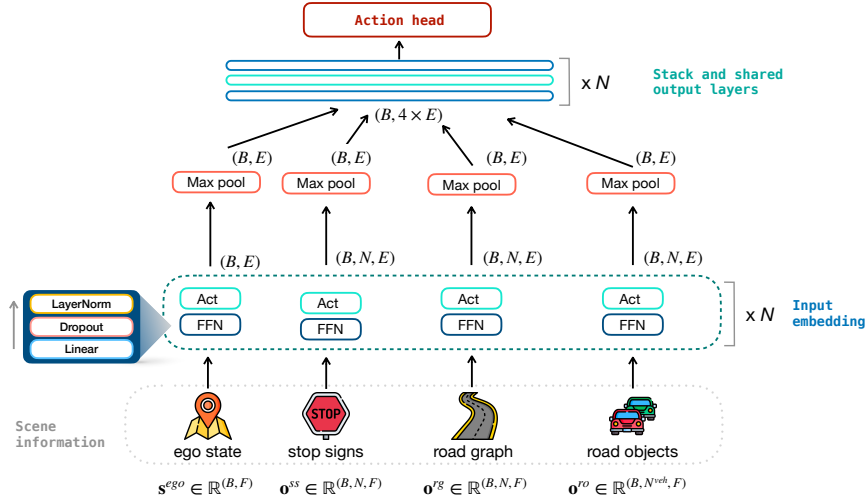 Action head
x N
Stack and shared
output layers
(B, 4 × E)
(B, E) (B, E) (B, E) (B, E)
Max pool Max pool Max pool Max pool
(B, E) (B, N, E) (B, N, E) (B, N, E)
LayerNorm
Dropout
Linear
Act Act Act Act
FFN FFN FFN FFN
x N
Input
embedding
Scene
information
STOP
ego state stop signs road graph road objects
s^{ego} ∈ ℝ^{(B, F)} o^{ss} ∈ ℝ^{(B, N, F)} o^{rg} ∈ ℝ^{(B, N, F)} o^{ro} ∈ ℝ^{(B, N^{veh}, F)}